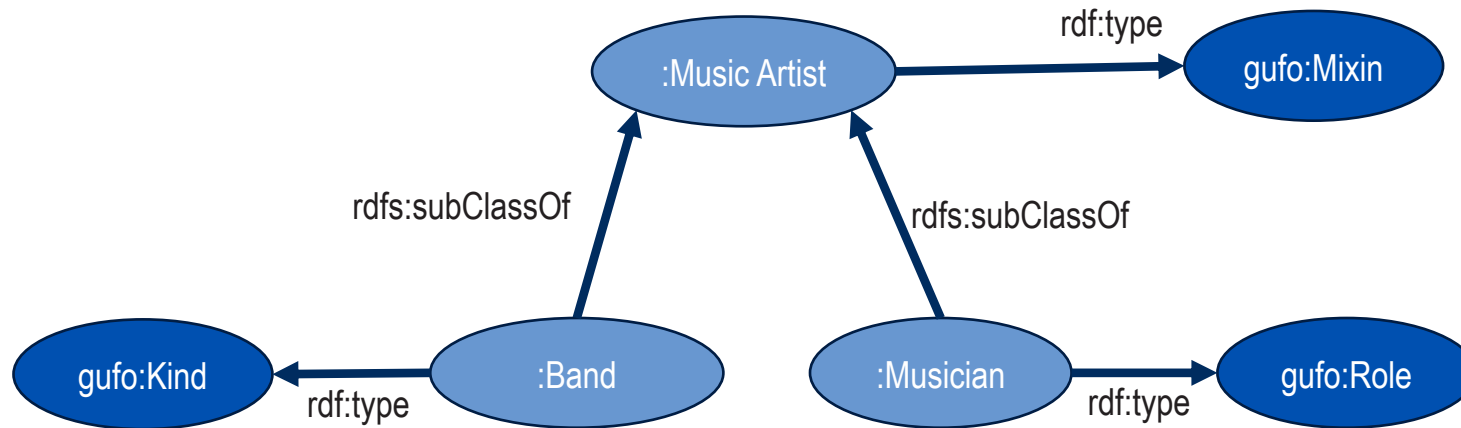 rdf:type
:Music Artist
gufo:Mixin
rdfs:subClassOf
rdfs:subClassOf
gufo:Kind
:Band
:Musician
gufo:Role
rdf:type
rdf:type